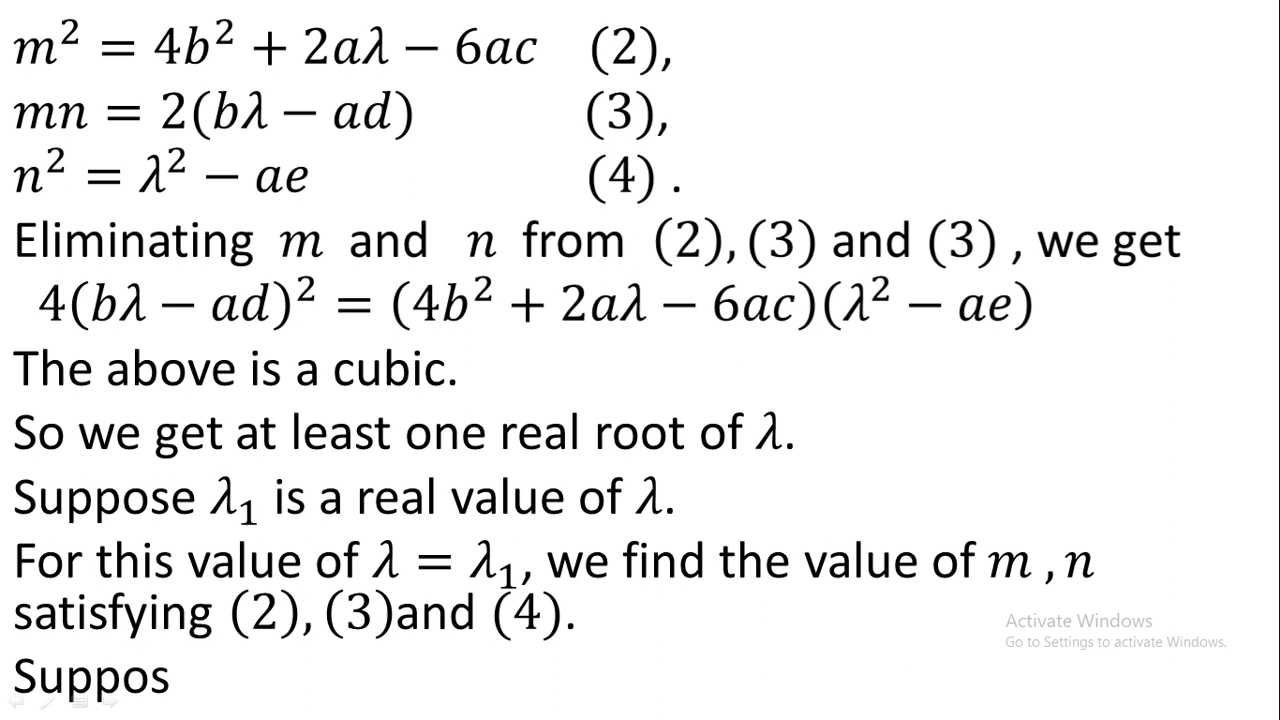 m² = 4b² + 2aλ − 6ac (2),
mn = 2(bλ − ad) (3),
n² = λ² − ae (4) .
Eliminating m and n from (2), (3) and (3) , we get
4(bλ − ad)² = (4b² + 2aλ − 6ac)(λ² − ae)
The above is a cubic.
So we get at least one real root of λ.
Suppose λ₁ is a real value of λ.
For this value of λ = λ₁, we find the value of m , n
satisfying (2), (3)and (4).
Suppos
Activate Windows
Go to Settings to activate Windows.